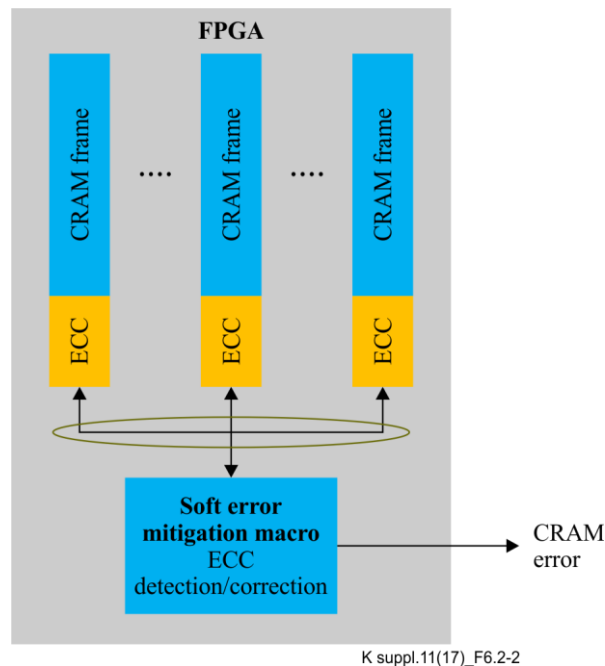 FPGA
CRAM frame
....
CRAM frame
....
CRAM frame
ECC
ECC
ECC
Soft error
mitigation macro
ECC
detection/correction
CRAM
error
K suppl.11(17)_F6.2-2